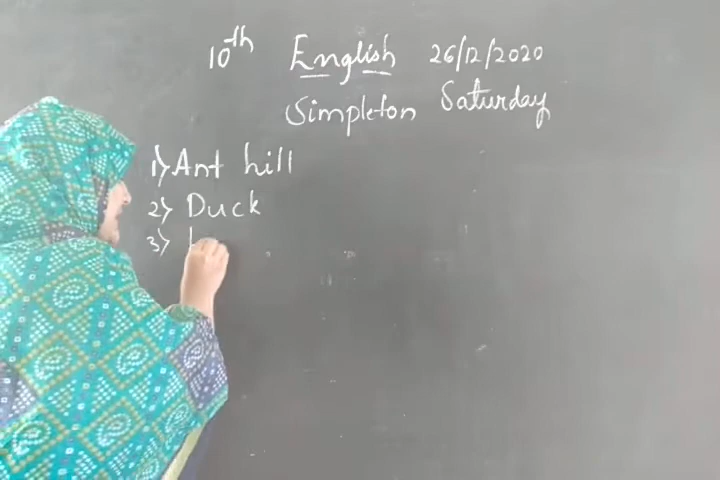 10th English 26/12/2020
Simpleton Saturday
1) Ant hill
2) Duck
3)